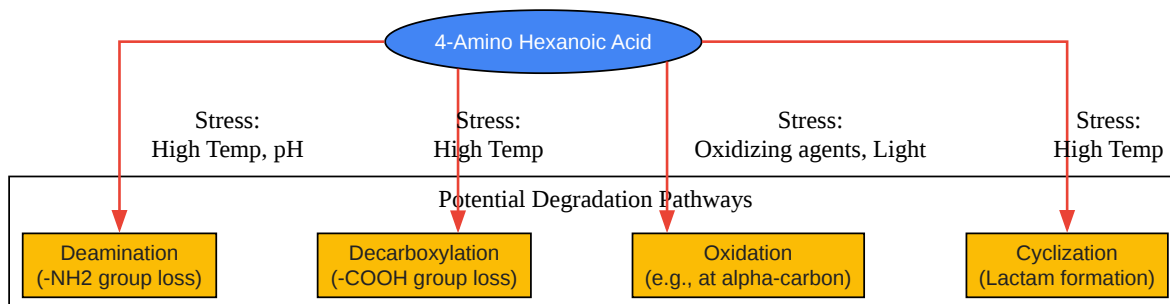 4-Amino Hexanoic Acid
Stress:
High Temp, pH
Stress:
High Temp
Stress:
Oxidizing agents, Light
Stress:
High Temp
Potential Degradation Pathways
Deamination
(-NH2 group loss)
Decarboxylation
(-COOH group loss)
Oxidation
(e.g., at alpha-carbon)
Cyclization
(Lactam formation)